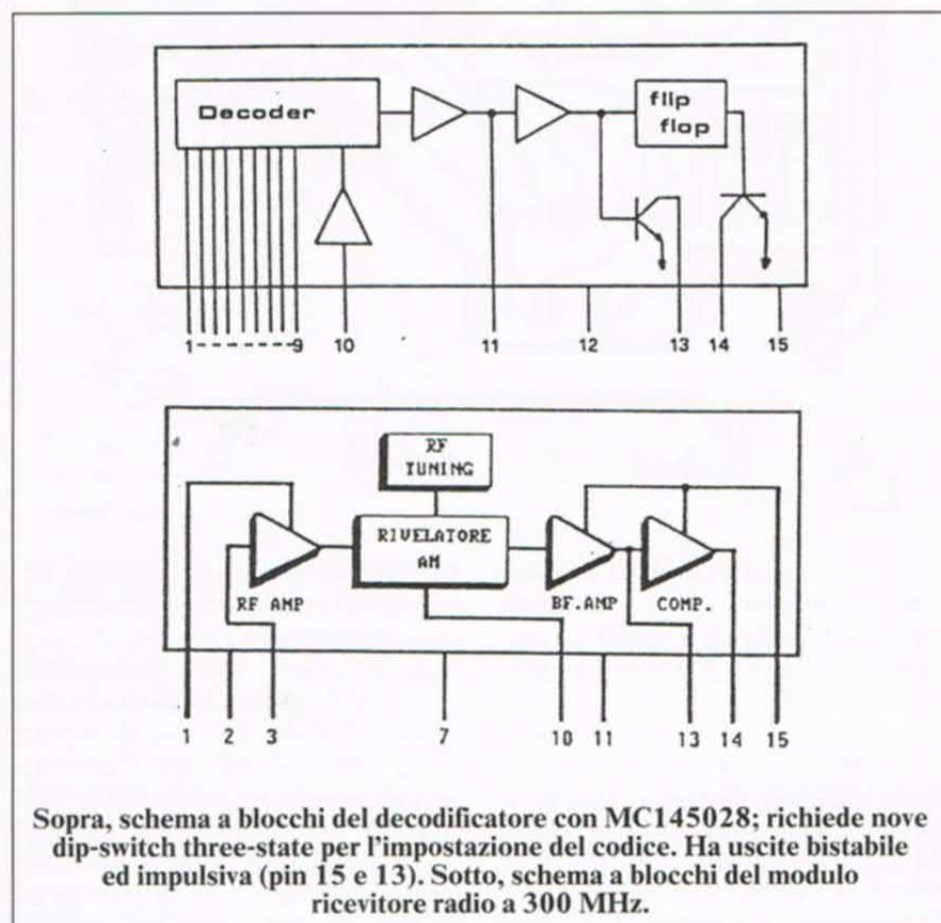 Decoder
flip
flop
1---------9 10 11 12 13 14 15
RF
TUNING
RIVELATORE
AM
RF AMP
BF.AMP
COMP.
1 2 3 7 10 11 13 14 15
Sopra, schema a blocchi del decodificatore con MC145028; richiede nove
dip-switch three-state per l'impostazione del codice. Ha uscite bistabile
ed impulsiva (pin 15 e 13). Sotto, schema a blocchi del modulo
ricevitore radio a 300 MHz.